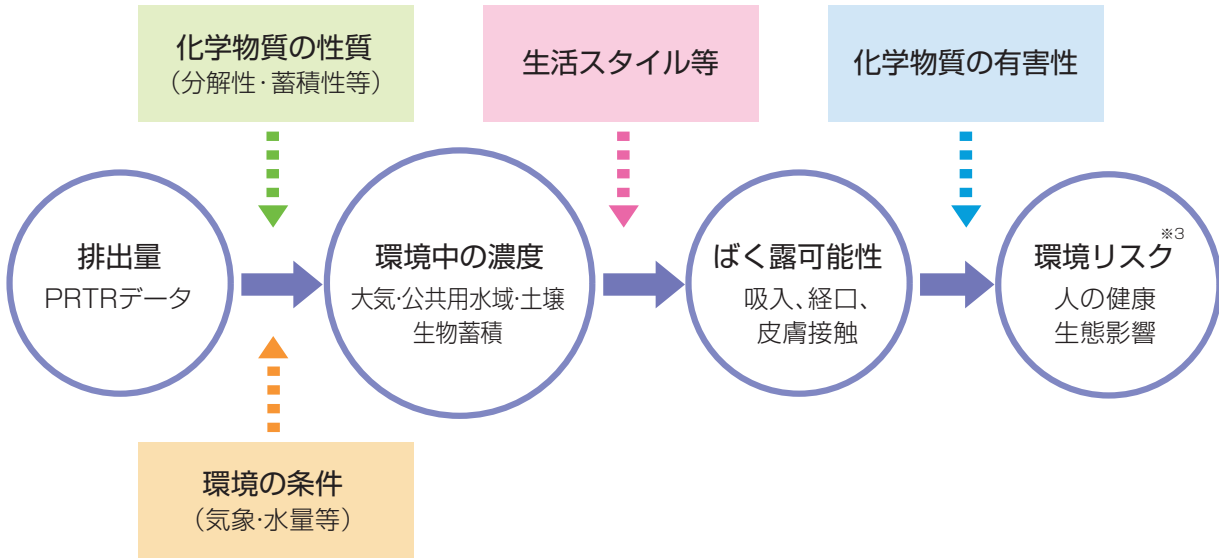 化学物質の性質
（分解性・蓄積性等）
生活スタイル等
化学物質の有害性
排出量
PRTRデータ
環境中の濃度
大気・公共用水域・土壌
生物蓄積
ばく露可能性
吸入、経口、
皮膚接触
環境リスク※3
人の健康
生態影響
環境の条件
（気象・水量等）